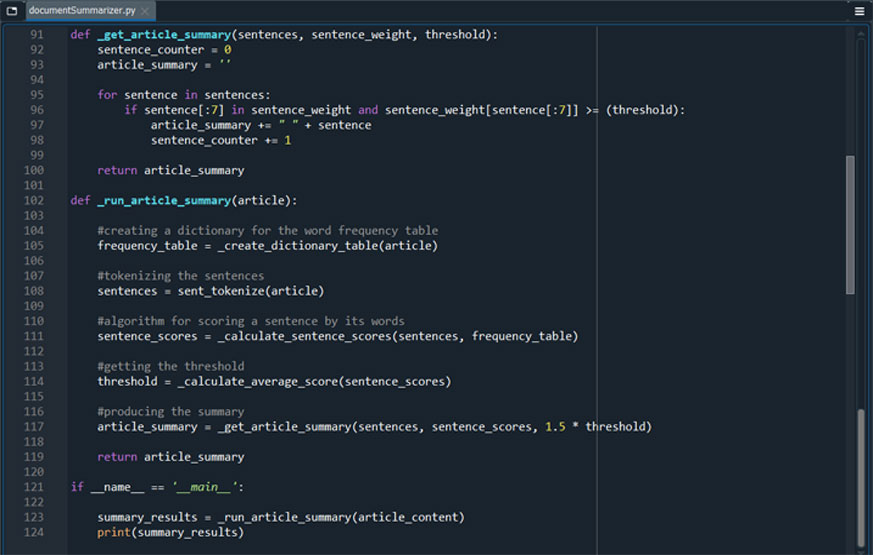 documentSummarizer.py
91 def _get_article_summary(sentences, sentence_weight, threshold):
92     sentence_counter = 0
93     article_summary = ''
94
95     for sentence in sentences:
96         if sentence[:7] in sentence_weight and sentence_weight[sentence[:7]] >= (threshold):
97             article_summary += " " + sentence
98             sentence_counter += 1
99
100     return article_summary
101
102 def _run_article_summary(article):
103
104     #creating a dictionary for the word frequency table
105     frequency_table = _create_dictionary_table(article)
106
107     #tokenizing the sentences
108     sentences = sent_tokenize(article)
109
110     #algorithm for scoring a sentence by its words
111     sentence_scores = _calculate_sentence_scores(sentences, frequency_table)
112
113     #getting the threshold
114     threshold = _calculate_average_score(sentence_scores)
115
116     #producing the summary
117     article_summary = _get_article_summary(sentences, sentence_scores, 1.5 * threshold)
118
119     return article_summary
120
121 if __name__ == '__main__':
122
123     summary_results = _run_article_summary(article_content)
124     print(summary_results)